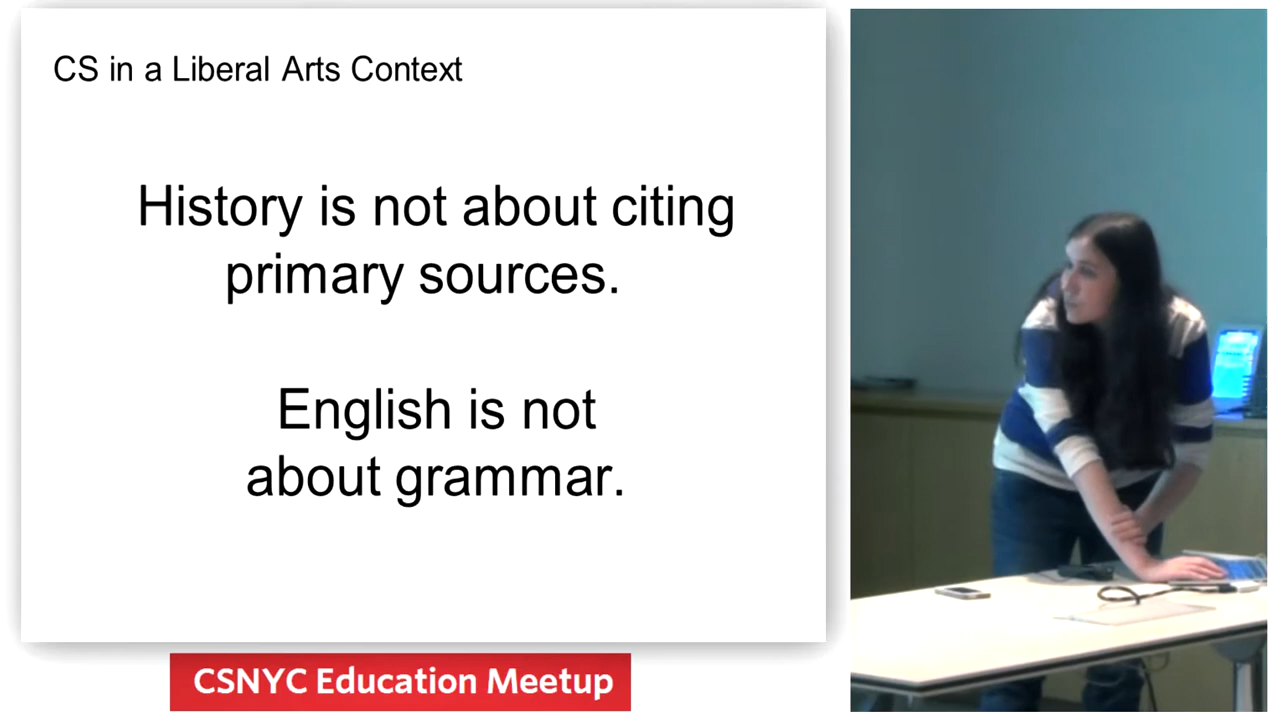 CS in a Liberal Arts Context
History is not about citing
primary sources.
English is not
about grammar.
CSNYC Education Meetup